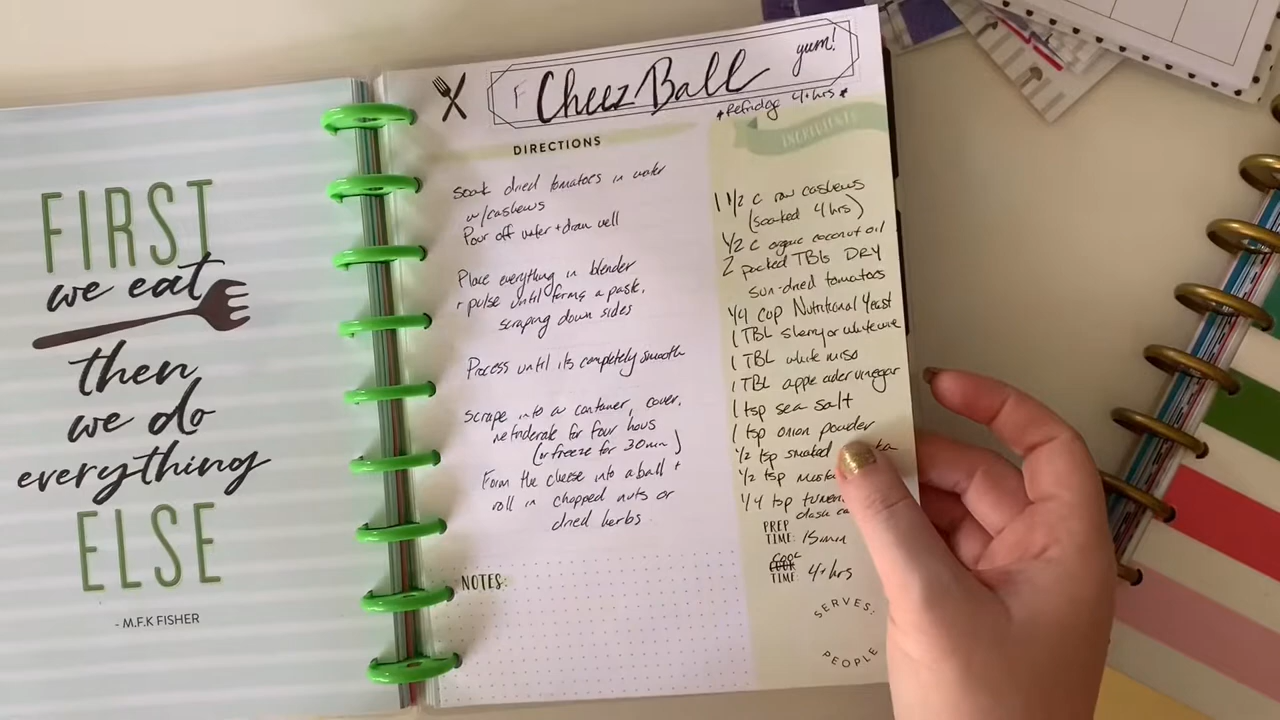 FIRST
we eat
then
we do
everything
ELSE
- M.F.K FISHER
Cheez Ball yum!
*Refridge 4+hrs*
DIRECTIONS
Soak dried tomatoes in water
w/cashews
Pour off water + drain well
Place everything in blender
+ pulse until forms a paste,
scraping down sides
Process until its completely smooth
Scrape into a container, cover,
for four hours
(or freeze for 30min)
Form the cheese into a ball +
roll in chopped nuts or
dried herbs
NOTES:
INGREDIENTS
1 1/2 c raw cashews
(soaked 4hrs)
1/2 c organic coconut oil
2 packed TBLS DRY
sun-dried tomatoes
1/4 cup Nutritional Yeast
1 TBL sherry or white wine
1 TBL white miso
1 TBL apple cider vinegar
1 tsp sea salt
1 tsp onion powder
1/2 tsp smoked
1/2 tsp
1/4 tsp
dash
PREP
TIME: 15min
COOL
COOK
TIME: 4+hrs
SERVES:
PEOPLE